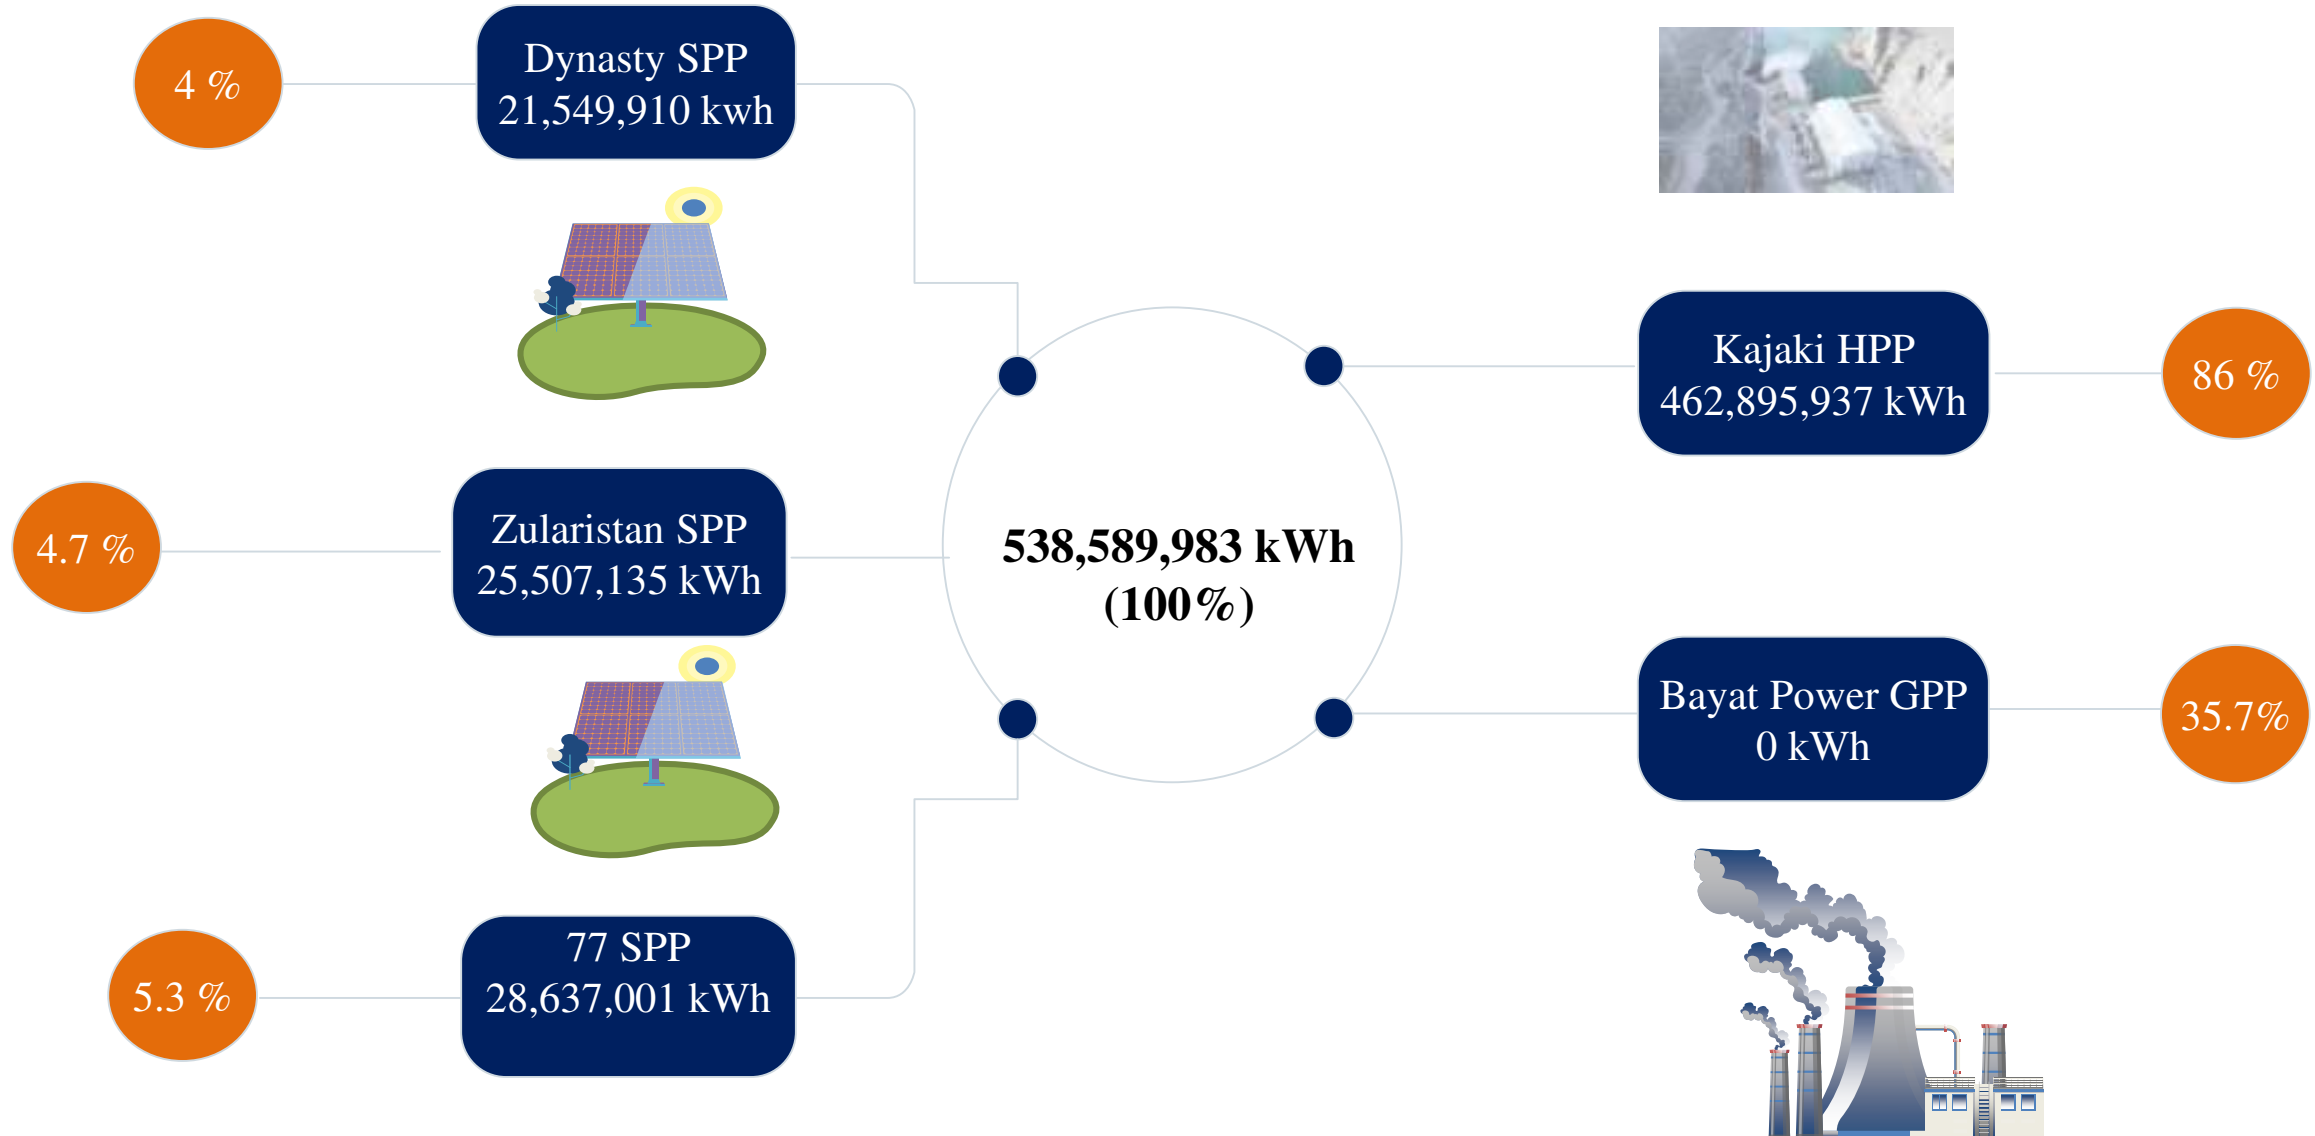 4 %
Dynasty SPP
21,549,910 kwh
4.7 %
Zularistan SPP
25,507,135 kWh
5.3 %
77 SPP
28,637,001 kWh
538,589,983 kWh
(100%)
Kajaki HPP
462,895,937 kWh
86 %
Bayat Power GPP
0 kWh
35.7%